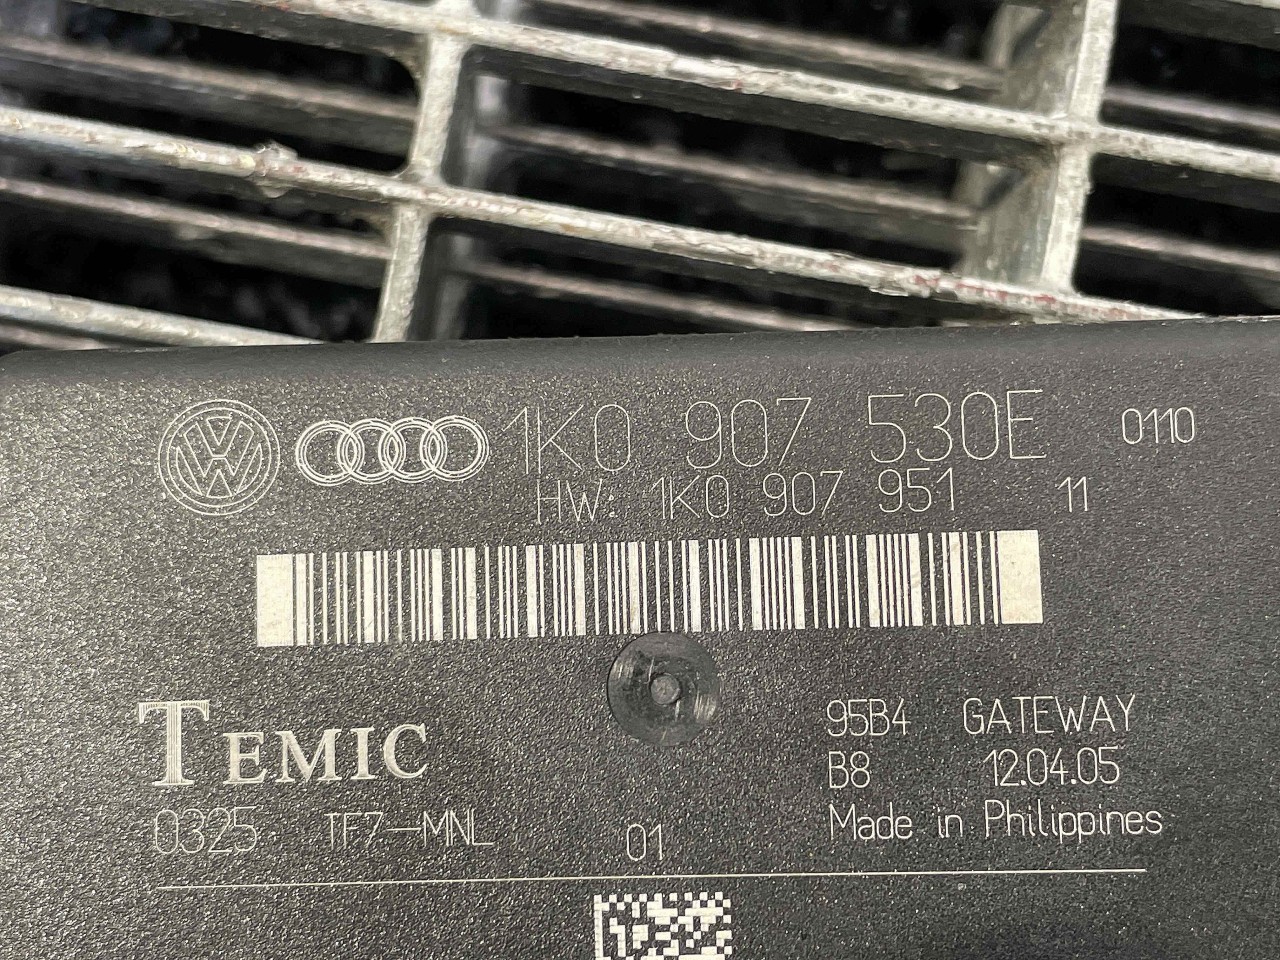 1K0 907 530E 0110
HW: 1K0 907 951 11
TEMIC
95B4 GATEWAY
B8 12.04.05
0325 TF7-MNL 01
Made in Philippines